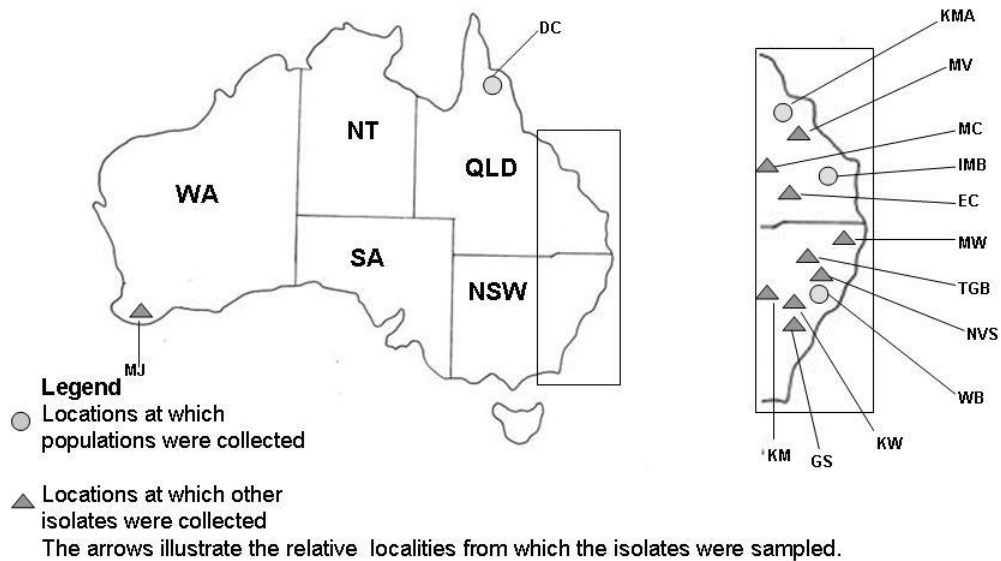 KMA
DC
MV
NT
MC
QLD
IMB
WA
EC
SA
MW
NSW
TGB
NVS
MJ
WB
KM
GS
KW
Legend
Locations at which
populations were collected
Locations at which other
isolates were collected
The arrows illustrate the relative localities from which the isolates were sampled.